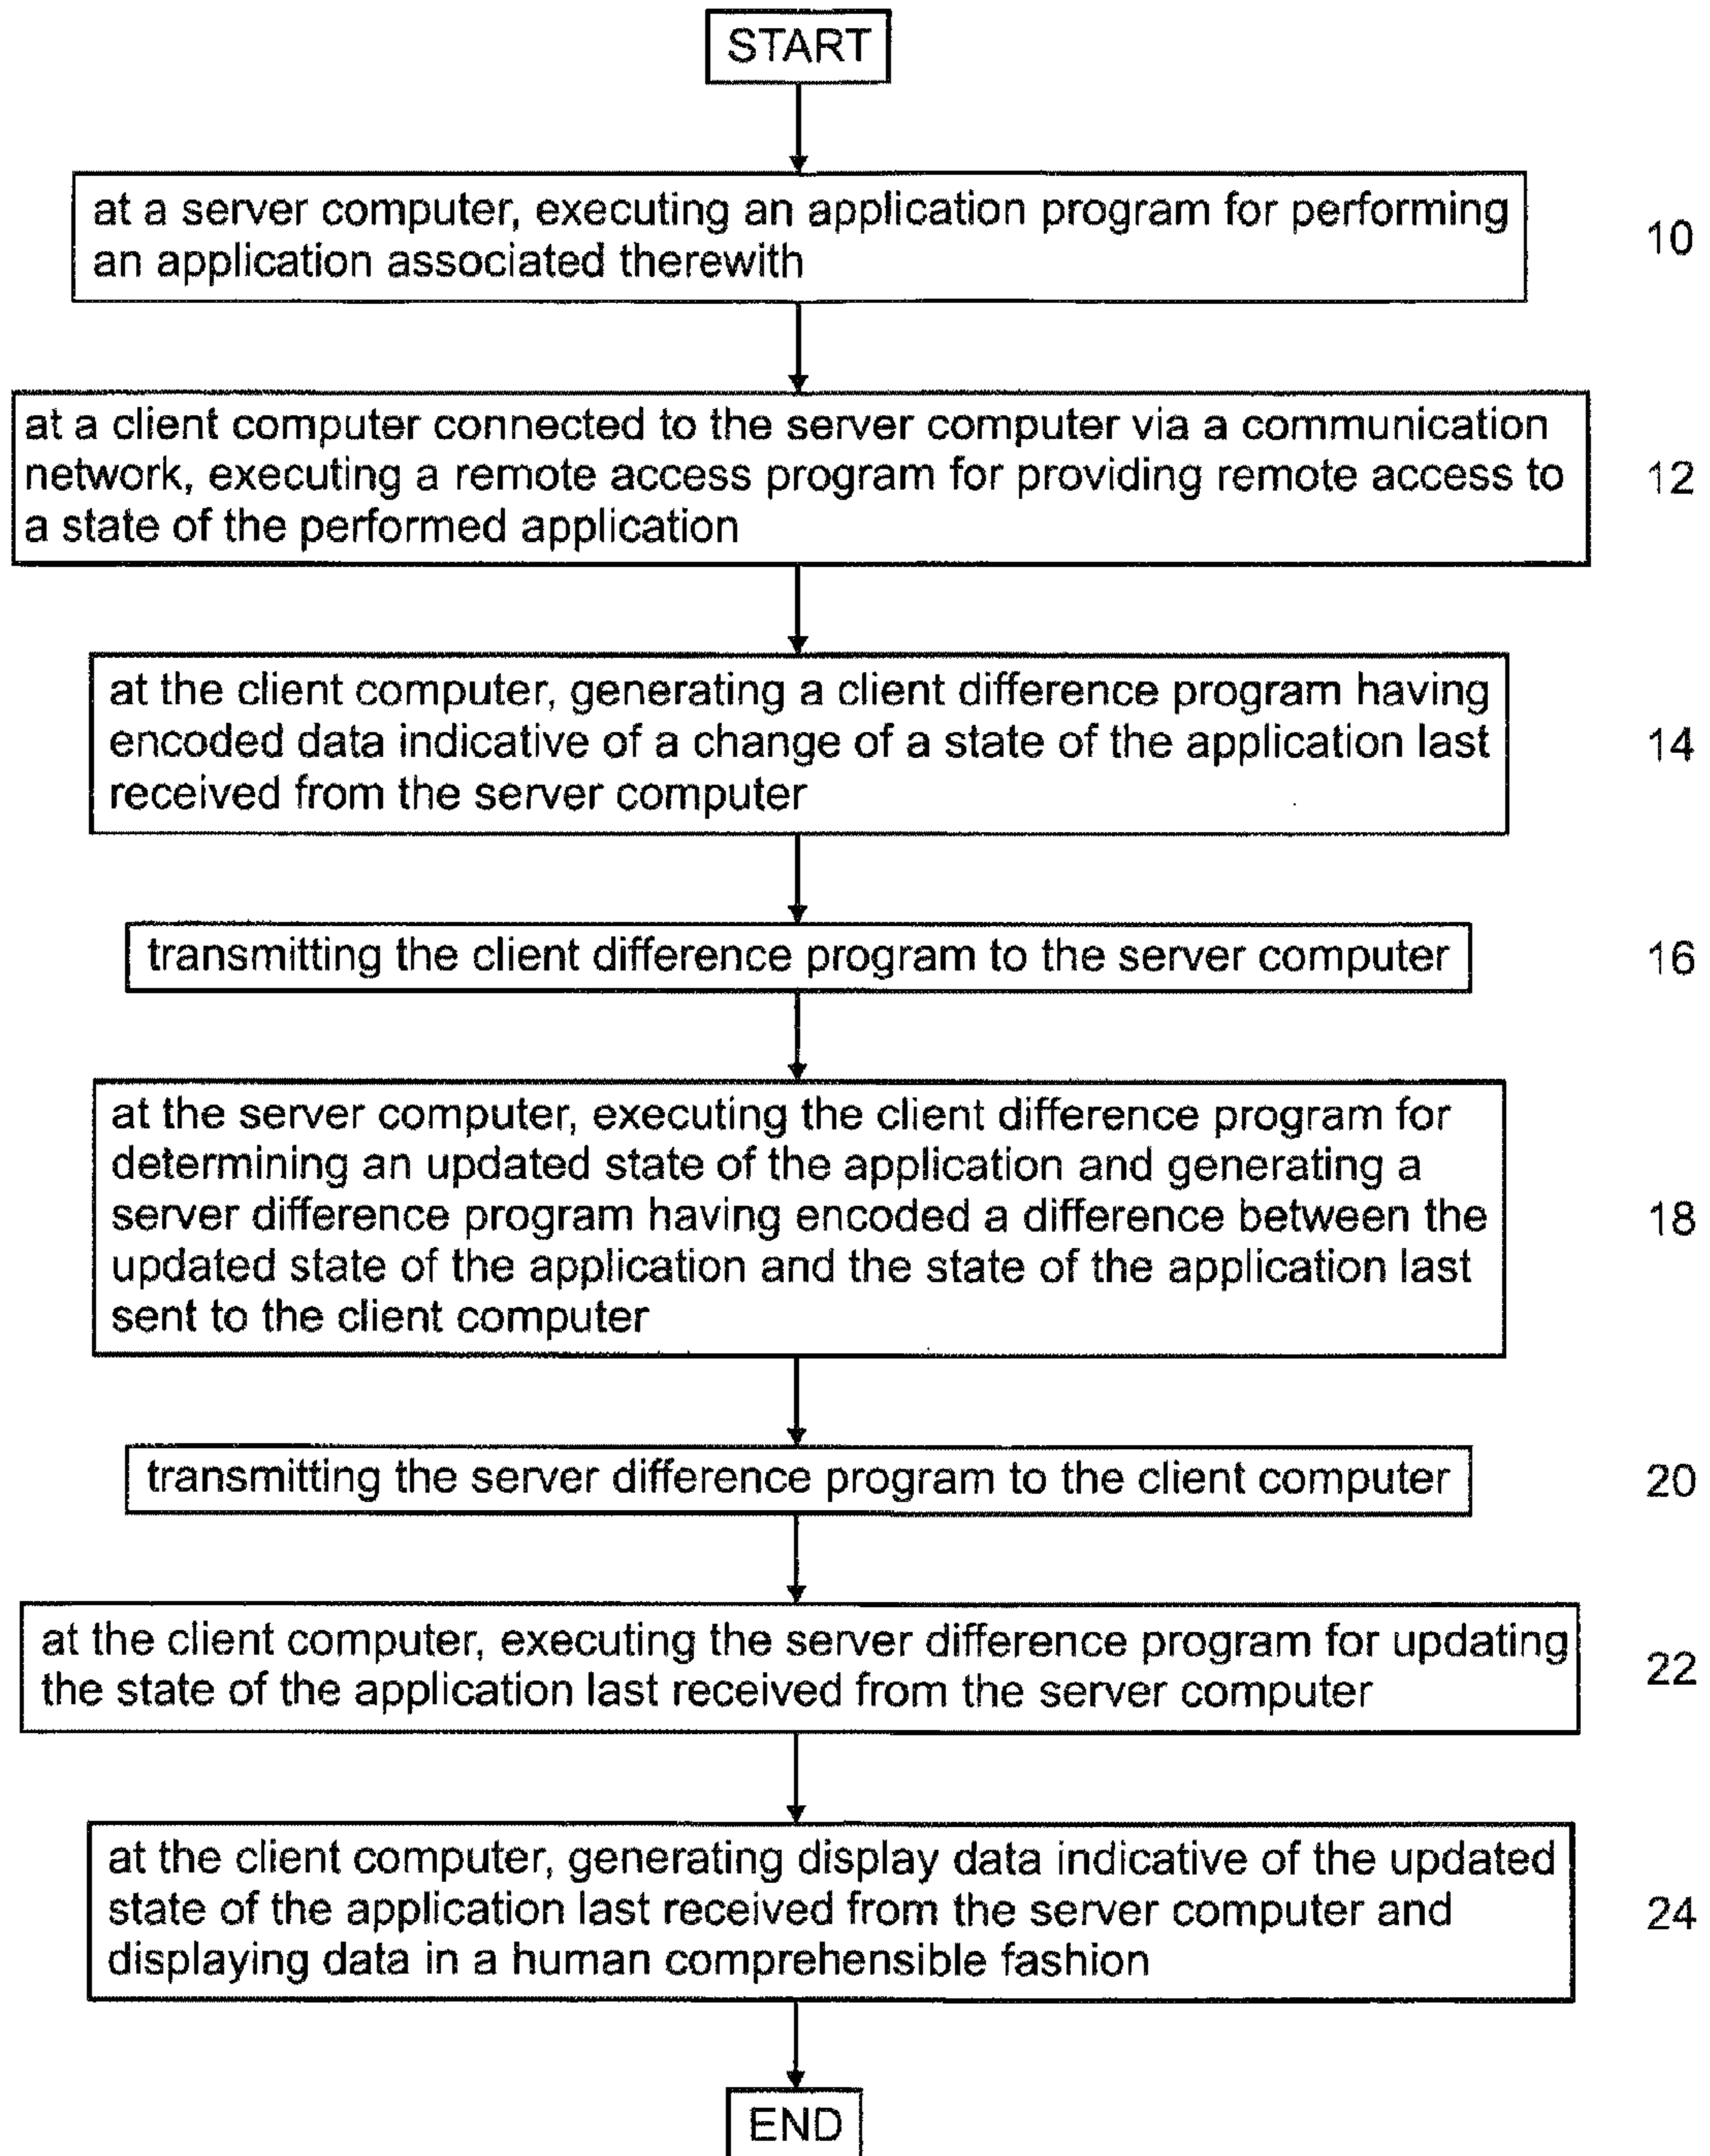 START
at a server computer, executing an application program for performing
an application associated therewith
10
at a client computer connected to the server computer via a communication
network, executing a remote access program for providing remote access to
a state of the performed application
12
at the client computer, generating a client difference program having
encoded data indicative of a change of a state of the application last
received from the server computer
14
transmitting the client difference program to the server computer
16
at the server computer, executing the client difference program for
determining an updated state of the application and generating a
server difference program having encoded a difference between the
updated state of the application and the state of the application last
sent to the client computer
18
transmitting the server difference program to the client computer
20
at the client computer, executing the server difference program for updating
the state of the application last received from the server computer
22
at the client computer, generating display data indicative of the updated
state of the application last received from the server computer and
displaying data in a human comprehensible fashion
24
END